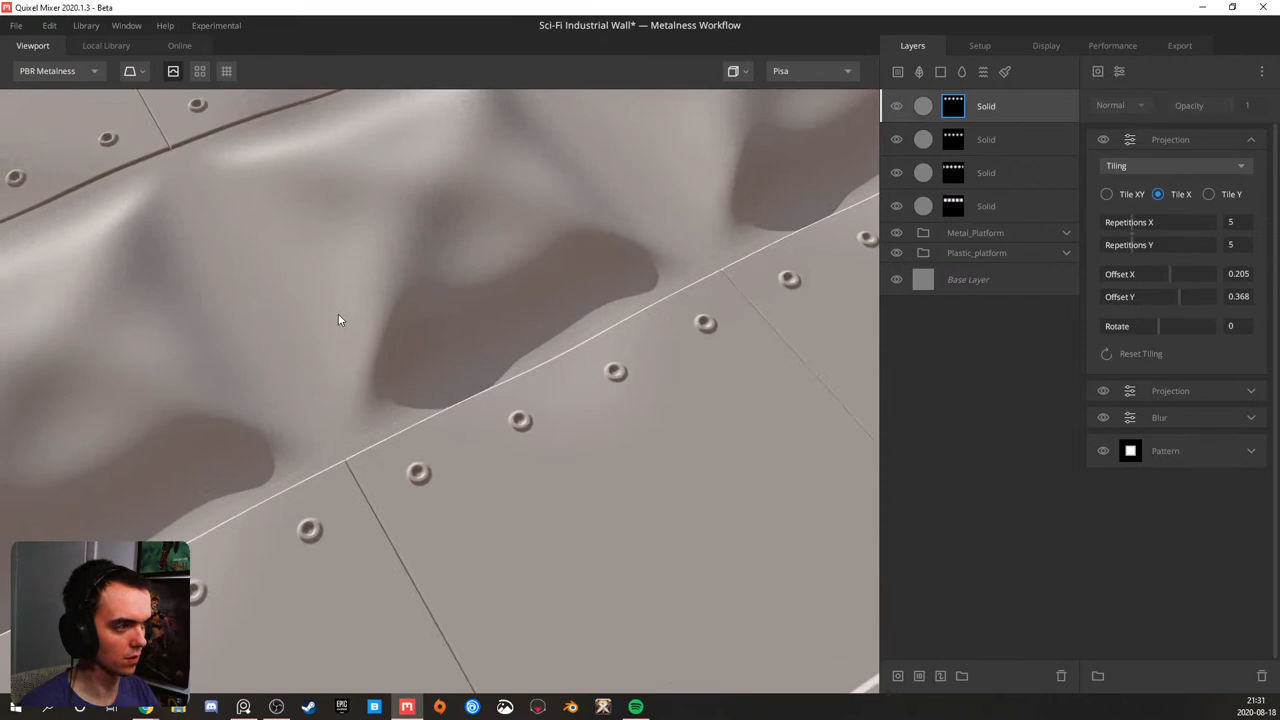 Quixel Mixer 2020.1.3 - Beta
File Edit Library Window Help Experimental
Sci-Fi Industrial Wall* — Metalness Workflow
Viewport Local Library Online
Layers Setup Display Performance Export
PBR Metalness
Pisa
Solid
Normal Opacity 1
Solid
Projection
Tiling
Solid
Tile XY Tile X Tile Y
Solid
Repetitions X 5
Metal_Platform
Repetitions Y 5
Plastic_platform
Offset X 0.205
Base Layer
Offset Y 0.368
Rotate 0
Reset Tiling
Projection
Blur
Pattern
EPIC
21:31
2020-08-18